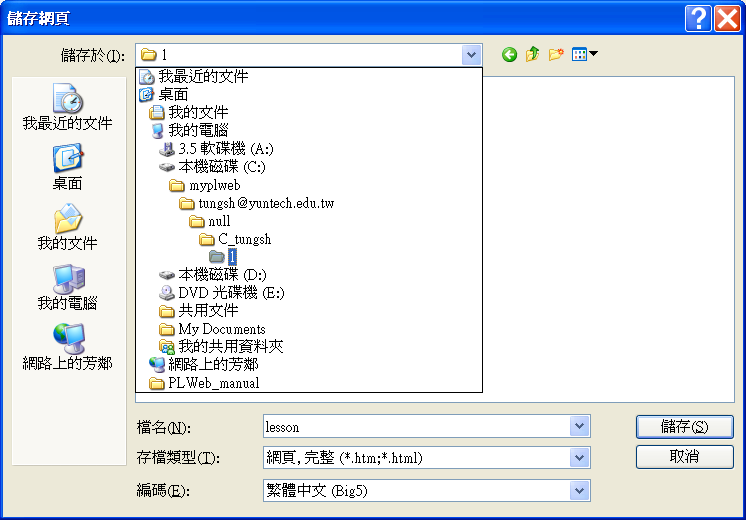 儲存網頁
儲存於(I):
1
我最近的文件
桌面
我的文件
我的電腦
3.5 軟碟機 (A:)
本機磁碟 (C:)
myplweb
tungsh@yuntech.edu.tw
null
C_tungsh
1
本機磁碟 (D:)
DVD 光碟機 (E:)
共用文件
My Documents
我的共用資料夾
網路上的芳鄰
PLWeb_manual
我最近的文件
桌面
我的文件
我的電腦
網路上的芳鄰
檔名(N):
lesson
儲存(S)
存檔類型(T):
網頁,完整 (*.htm;*.html)
取消
編碼(E):
繁體中文 (Big5)